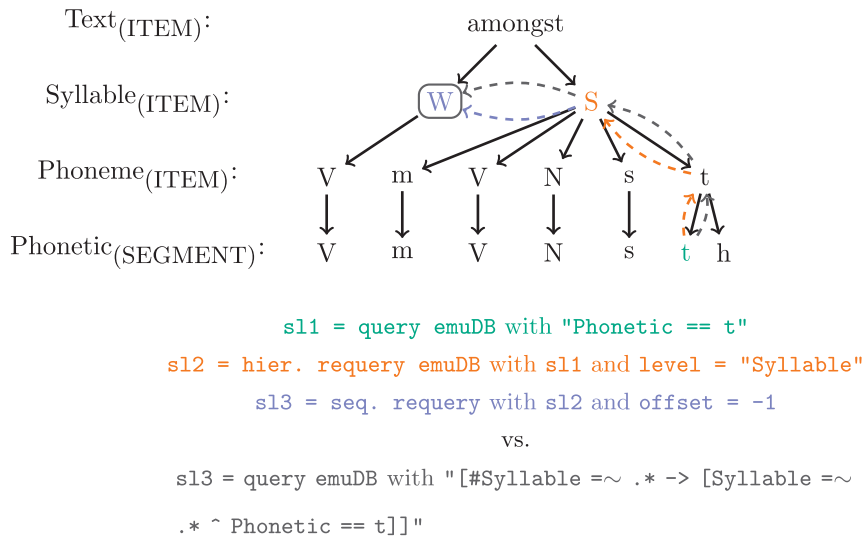 Text(ITEM): amongst
Syllable(ITEM): W S
Phoneme(ITEM): V m V N s t
Phonetic(SEGMENT): V m V N s t h
sl1 = query emuDB with "Phonetic == t"
sl2 = hier. requery emuDB with sl1 and level = "Syllable"
sl3 = seq. requery with sl2 and offset = -1
vs.
sl3 = query emuDB with "[#Syllable =∼ .* -> [Syllable =∼
.* ^ Phonetic == t]]"